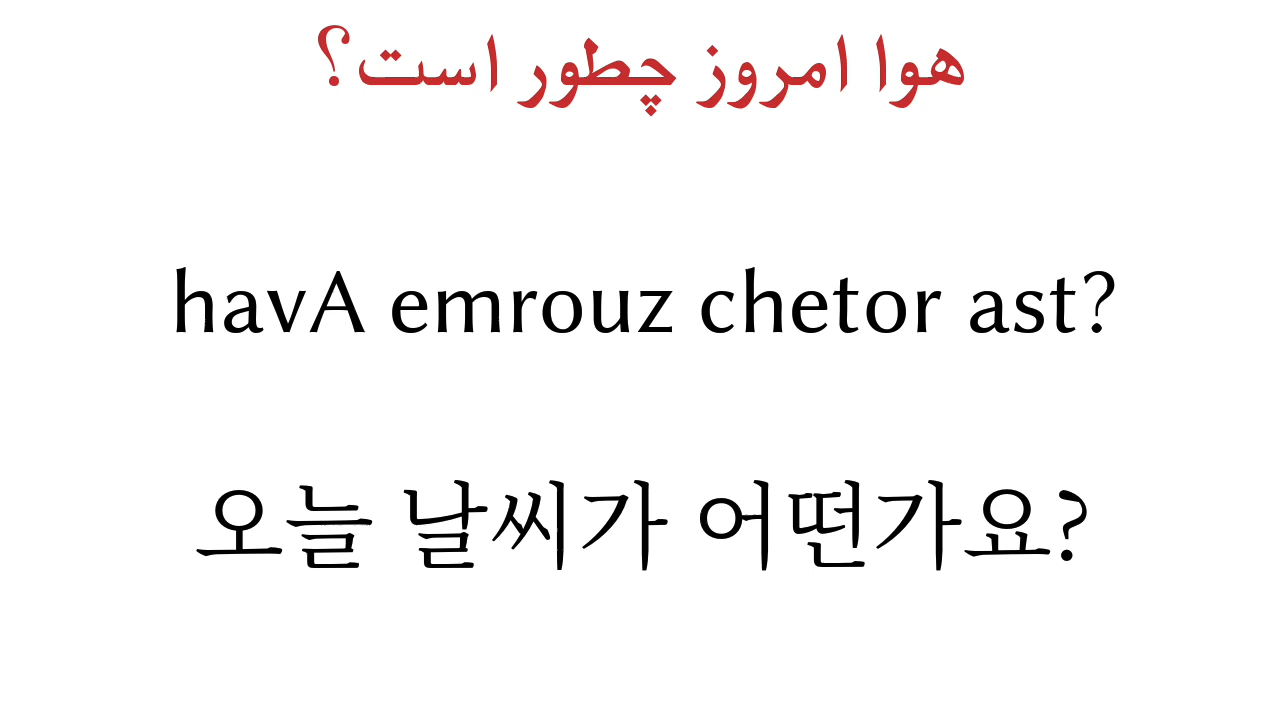 هوا امروز چطور است؟
havA emrouz chetor ast?
오늘 날씨가 어떤가요?